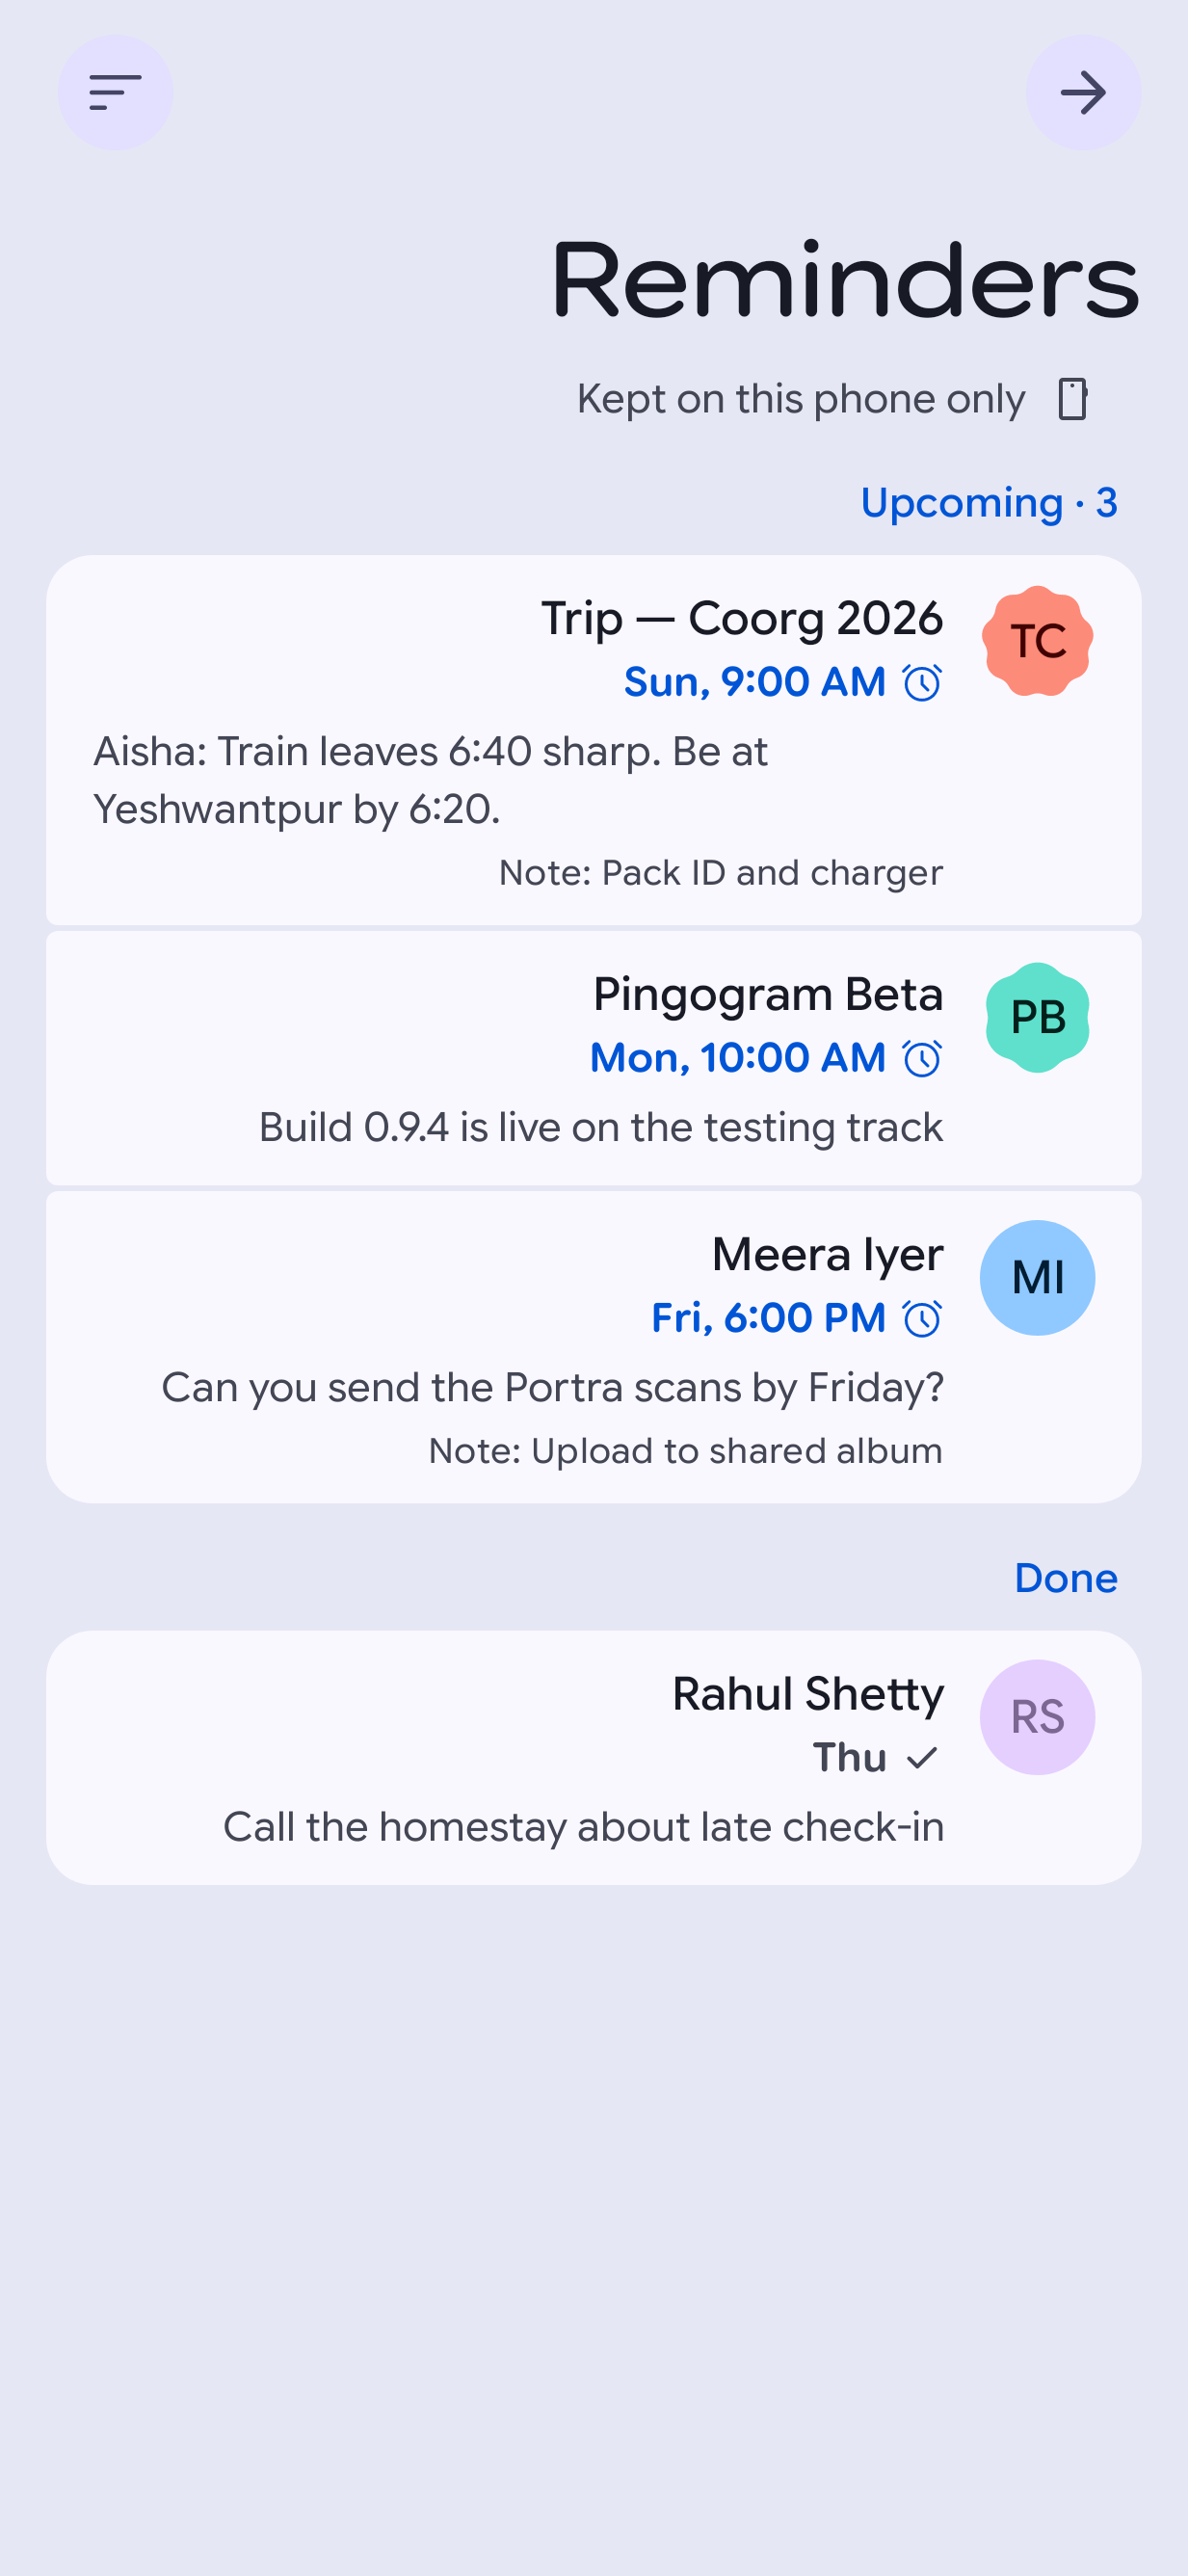 Reminders
Kept on this phone only
Upcoming · 3
Trip — Coorg 2026
TC
Sun, 9:00 AM
Aisha: Train leaves 6:40 sharp. Be at
Yeshwantpur by 6:20.
Note: Pack ID and charger
Pingogram Beta
PB
Mon, 10:00 AM
Build 0.9.4 is live on the testing track
Meera Iyer
MI
Fri, 6:00 PM
Can you send the Portra scans by Friday?
Note: Upload to shared album
Done
Rahul Shetty
RS
Thu
Call the homestay about late check-in